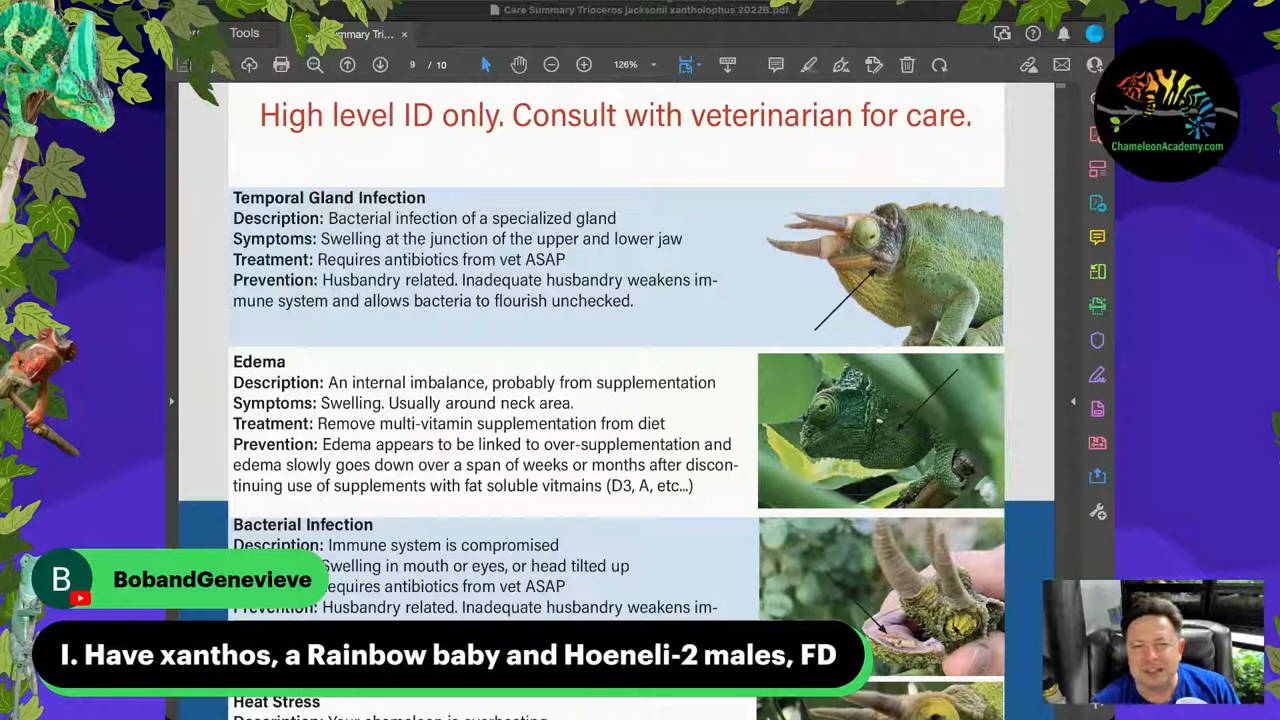 Care Summary Trioceros jacksonii xantholophus 2022B.pdf
Tools
ummary Tri... ×
9 / 10
126%
ChameleonAcademy.com
High level ID only. Consult with veterinarian for care.
Temporal Gland Infection
Description: Bacterial infection of a specialized gland
Symptoms: Swelling at the junction of the upper and lower jaw
Treatment: Requires antibiotics from vet ASAP
Prevention: Husbandry related. Inadequate husbandry weakens im-
mune system and allows bacteria to flourish unchecked.
Edema
Description: An internal imbalance, probably from supplementation
Symptoms: Swelling. Usually around neck area.
Treatment: Remove multi-vitamin supplementation from diet
Prevention: Edema appears to be linked to over-supplementation and
edema slowly goes down over a span of weeks or months after discon-
tinuing use of supplements with fat soluble vitmains (D3, A, etc...)
Bacterial Infection
Description: Immune system is compromised
Swelling in mouth or eyes, or head tilted up
equires antibiotics from vet ASAP
Prevention: Husbandry related. Inadequate husbandry weakens im-
B
BobandGenevieve
I. Have xanthos, a Rainbow baby and Hoeneli-2 males, FD
Heat Stress
Description: Your chameleon is overheating